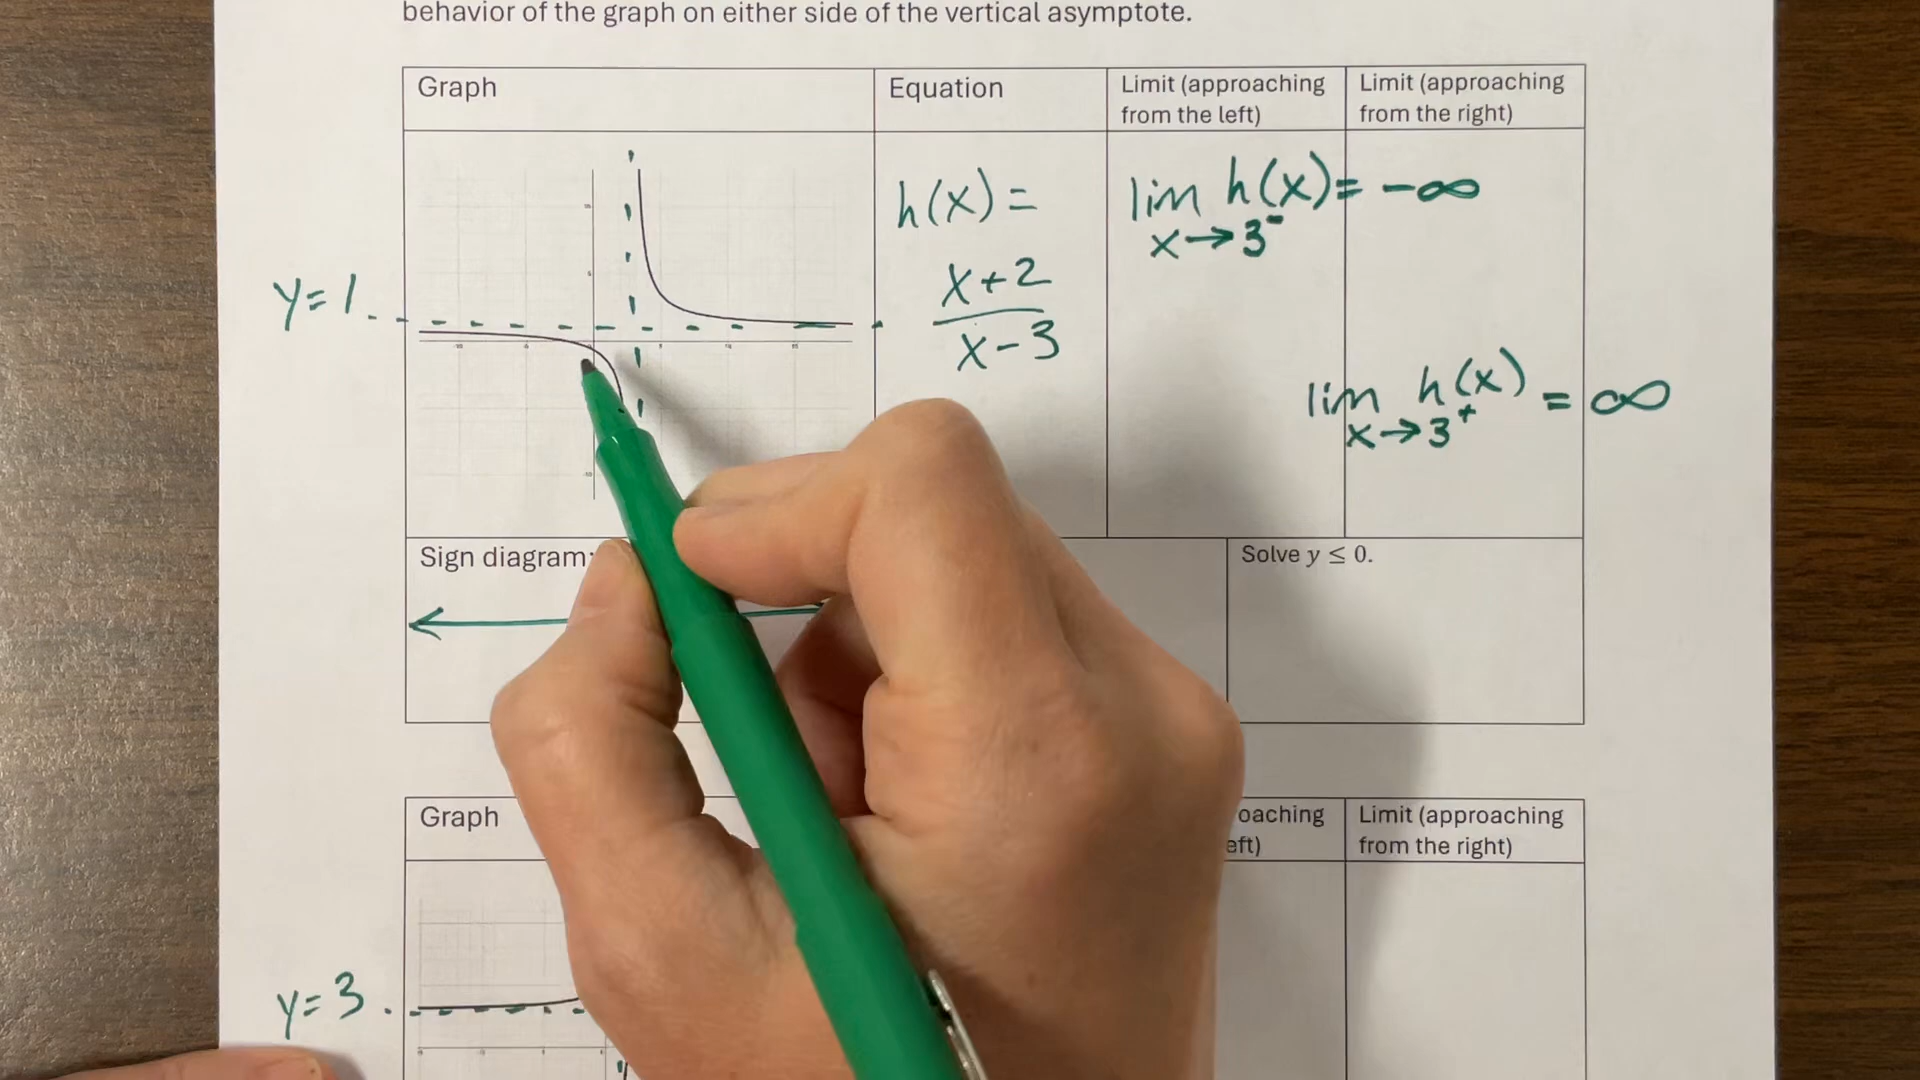 behavior of the graph on either side of the vertical asymptote.
Graph
Equation
Limit (approaching
from the left)
Limit (approaching
from the right)
y=1
h(x)=
x+2
x-3
lim h(x)= -∞
x→3⁻
lim h(x) = ∞
x→3⁺
Sign diagram:
Solve y ≤ 0.
Graph
oaching
eft)
Limit (approaching
from the right)
y=3